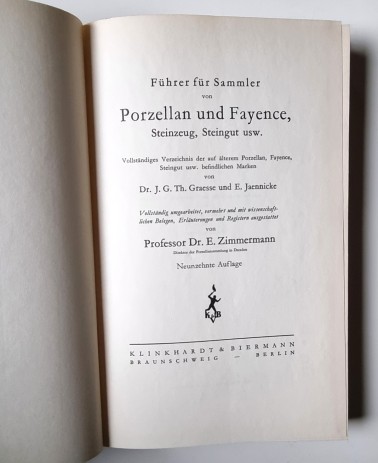 Führer für Sammler
von
Porzellan und Fayence,
Steinzeug, Steingut usw.
Vollständiges Verzeichnis der auf älterem Porzellan, Fayence,
Steingut usw. befindlichen Marken
von
Dr. J. G. Th. Graesse und E. Jaennicke
Vollständig umgearbeitet, vermehrt und mit wissenschaft-
lichen Belegen, Erläuterungen und Registern ausgestattet
von
Professor Dr. E. Zimmermann
Direktor der Porzellansammlung in Dresden
Neunzehnte Auflage
K B
KLINKHARDT & BIERMANN
BRAUNSCHWEIG — BERLIN